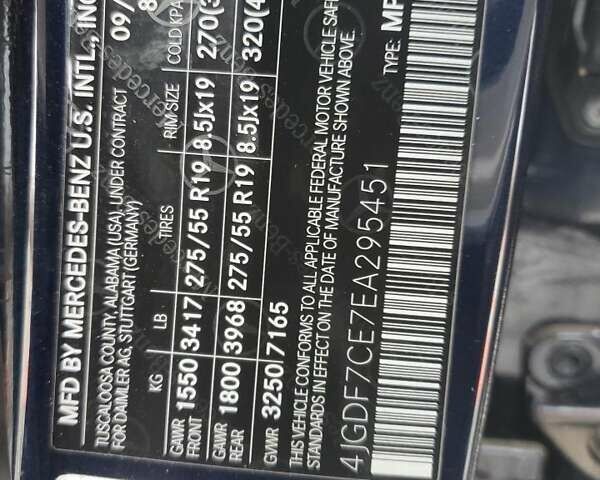 MFD BY MERCEDES-BENZ U.S. INTL., INC
TUSCALOOSA COUNTY, ALABAMA (USA), UNDER CONTRACT 09/
FOR DAIMLER AG, STUTTGART (GERMANY)
KG LB TIRES RIM SIZE COLD KPA
GAWR FRONT 1550 3417 275/55 R19 8.5Jx19 270(3
GAWR REAR 1800 3968 275/55 R19 8.5Jx19 320(4
GVWR 3250 7165
THIS VEHICLE CONFORMS TO ALL APPLICABLE FEDERAL MOTOR VEHICLE SAFE
STANDARDS IN EFFECT ON THE DATE OF MANUFACTURE SHOWN ABOVE.
4JGDF7CE7EA295451 TYPE: MP